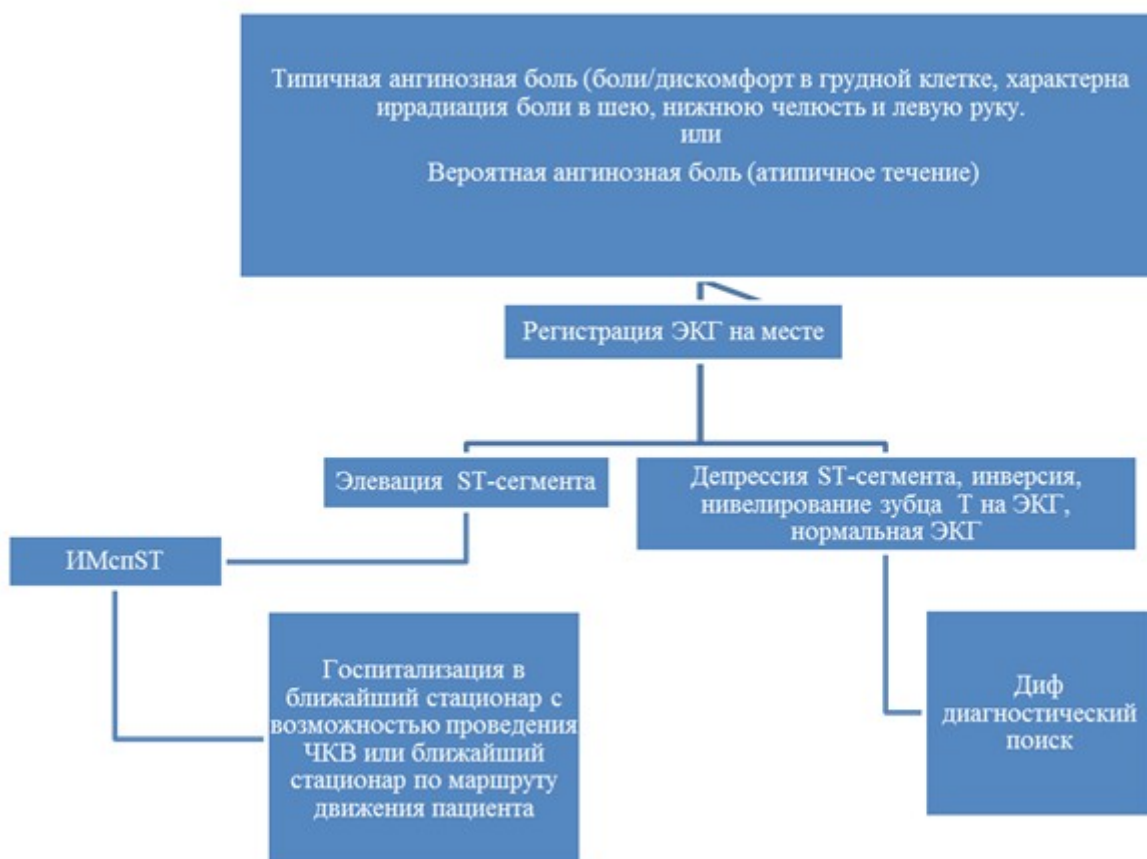 Типичная ангинозная боль (боли/дискомфорт в грудной клетке, характерна
иррадиация боли в шею, нижнюю челюсть и левую руку.
или
Вероятная ангинозная боль (атипичное течение)
Регистрация ЭКГ на месте
Элевация ST-сегмента
Депрессия ST-сегмента, инверсия,
нивелирование зубца Т на ЭКГ,
нормальная ЭКГ
ИМспST
Госпитализация в
ближайший стационар с
возможностью проведения
ЧКВ или ближайший
стационар по маршруту
движения пациента
Диф
диагностический
поиск